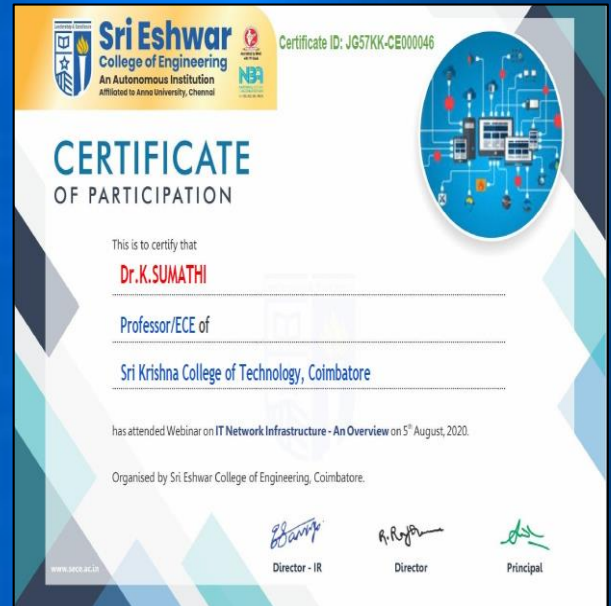 Sri Eshwar
College of Engineering
An Autonomous Institution
Affiliated to Anna University, Chennai
NBA
Certificate ID: JG57KK-CE000046
CERTIFICATE
OF PARTICIPATION
This is to certify that
Dr.K.SUMATHI
Professor/ECE of
Sri Krishna College of Technology, Coimbatore
has attended Webinar on IT Network Infrastructure - An Overview on 5th August, 2020.
Organised by Sri Eshwar College of Engineering, Coimbatore.
Director - IR
Director
Principal
www.sece.ac.in